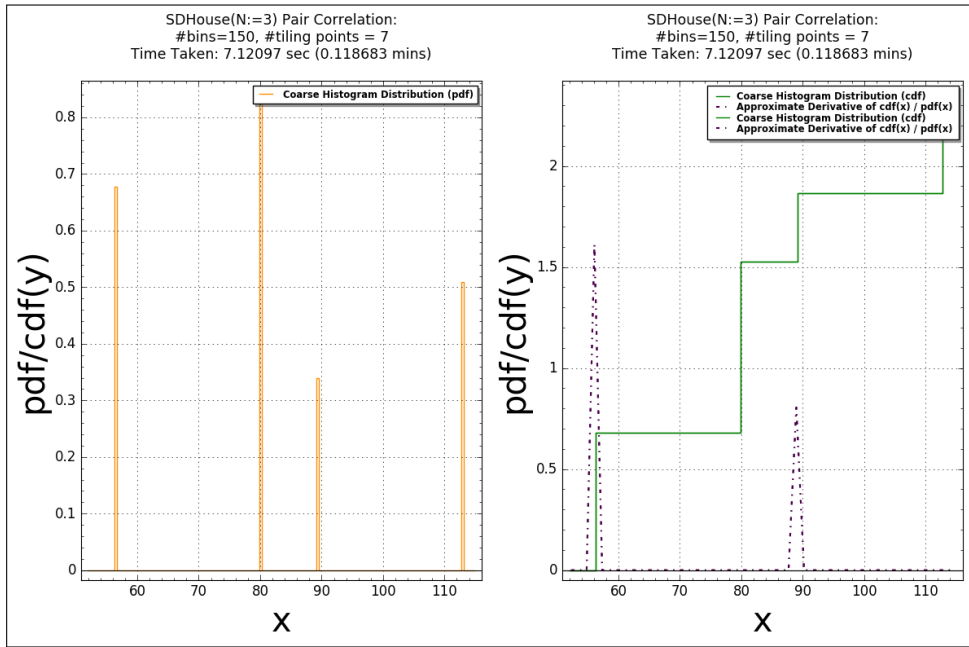 SDHouse(N:=3) Pair Correlation:
#bins=150, #tiling points = 7
Time Taken: 7.12097 sec (0.118683 mins)
Coarse Histogram Distribution (pdf)
0.8
0.7
0.6
0.5
0.4
0.3
0.2
0.1
0
pdf/cdf(y)
60 70 80 90 100 110
x
SDHouse(N:=3) Pair Correlation:
#bins=150, #tiling points = 7
Time Taken: 7.12097 sec (0.118683 mins)
Coarse Histogram Distribution (cdf)
Approximate Derivative of cdf(x) / pdf(x)
Coarse Histogram Distribution (cdf)
Approximate Derivative of cdf(x) / pdf(x)
2
1.5
1
0.5
0
pdf/cdf(y)
60 70 80 90 100 110
x